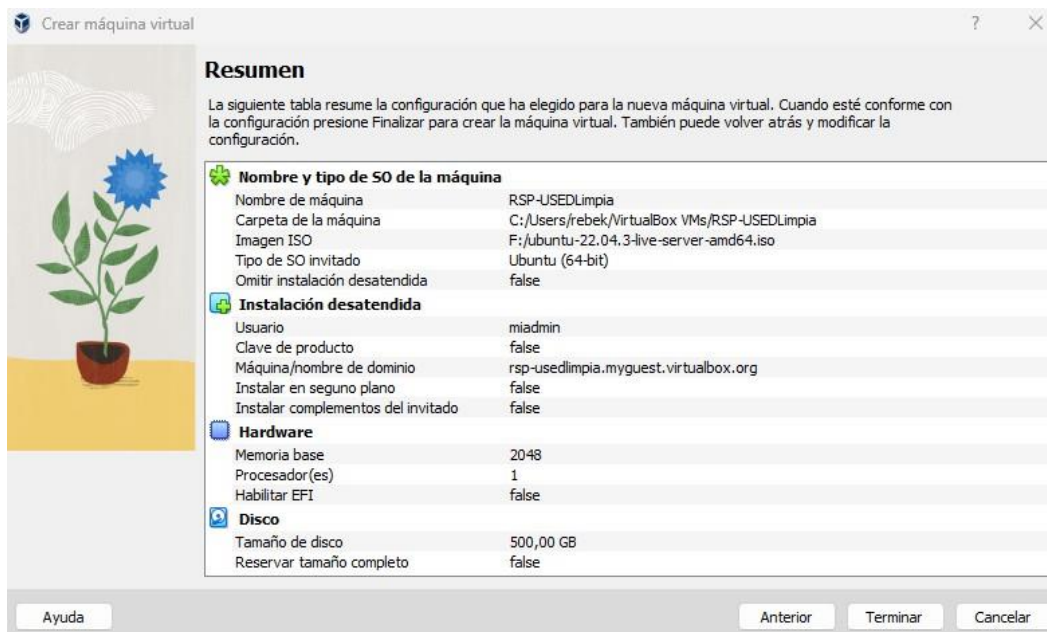 Crear máquina virtual
Resumen
La siguiente tabla resume la configuración que ha elegido para la nueva máquina virtual. Cuando esté conforme con
la configuración presione Finalizar para crear la máquina virtual. También puede volver atrás y modificar la
configuración.
Nombre y tipo de SO de la máquina
Nombre de máquina RSP-USEDLimpia
Carpeta de la máquina C:/Users/rebek/VirtualBox VMs/RSP-USEDLimpia
Imagen ISO F:/ubuntu-22.04.3-live-server-amd64.iso
Tipo de SO invitado Ubuntu (64-bit)
Omitir instalación desatendida false
Instalación desatendida
Usuario miadmin
Clave de producto false
Máquina/nombre de dominio rsp-usedlimpia.myguest.virtualbox.org
Instalar en seguno plano false
Instalar complementos del invitado false
Hardware
Memoria base 2048
Procesador(es) 1
Habilitar EFI false
Disco
Tamaño de disco 500,00 GB
Reservar tamaño completo false
Ayuda Anterior Terminar Cancelar